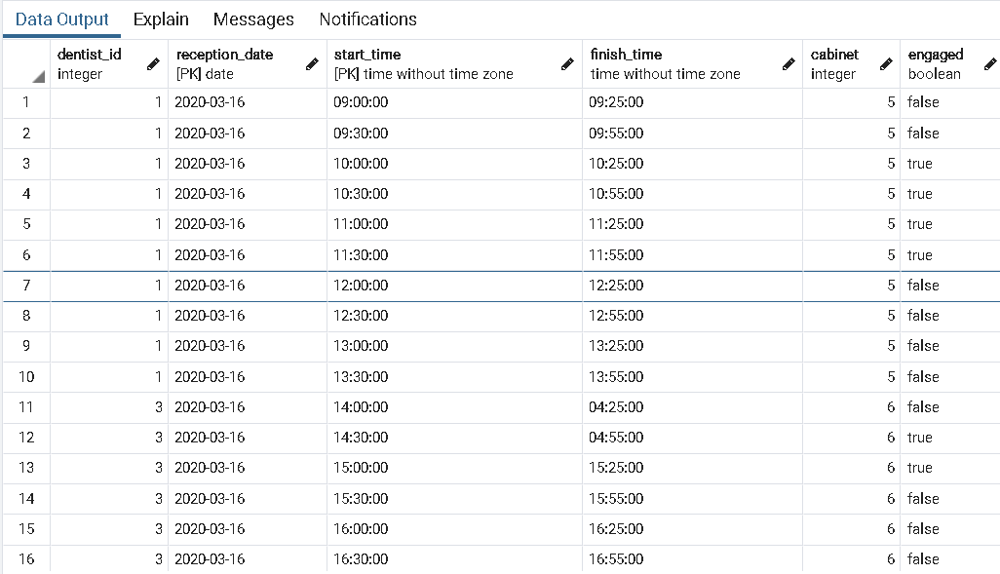 Data Output Explain Messages Notifications
dentist_id reception_date start_time finish_time cabinet engaged
integer [PK] date [PK] time without time zone time without time zone integer boolean
1 1 2020-03-16 09:00:00 09:25:00 5 false
2 1 2020-03-16 09:30:00 09:55:00 5 false
3 1 2020-03-16 10:00:00 10:25:00 5 true
4 1 2020-03-16 10:30:00 10:55:00 5 true
5 1 2020-03-16 11:00:00 11:25:00 5 true
6 1 2020-03-16 11:30:00 11:55:00 5 true
7 1 2020-03-16 12:00:00 12:25:00 5 false
8 1 2020-03-16 12:30:00 12:55:00 5 false
9 1 2020-03-16 13:00:00 13:25:00 5 false
10 1 2020-03-16 13:30:00 13:55:00 5 false
11 3 2020-03-16 14:00:00 04:25:00 6 false
12 3 2020-03-16 14:30:00 04:55:00 6 true
13 3 2020-03-16 15:00:00 15:25:00 6 true
14 3 2020-03-16 15:30:00 15:55:00 6 false
15 3 2020-03-16 16:00:00 16:25:00 6 false
16 3 2020-03-16 16:30:00 16:55:00 6 false